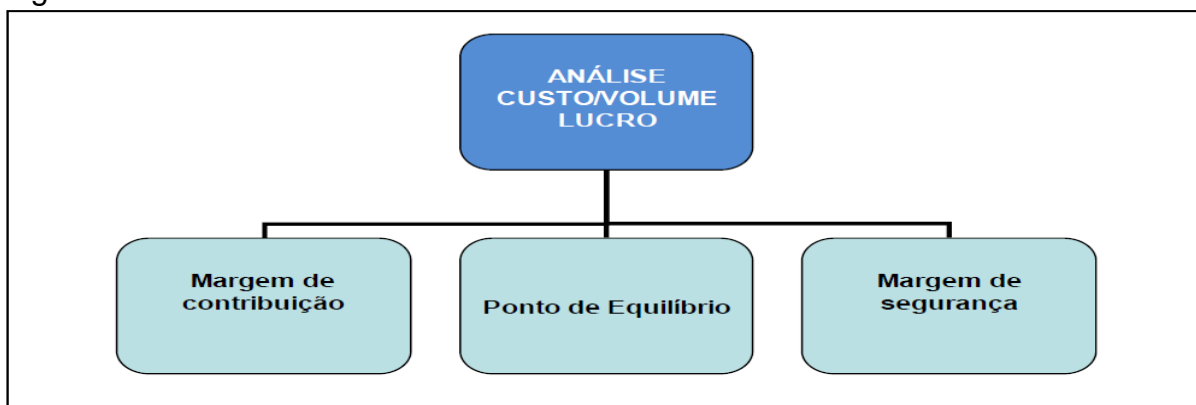 ANÁLISE
CUSTO/VOLUME
LUCRO
Margem de
contribuição
Ponto de Equilíbrio
Margem de
segurança